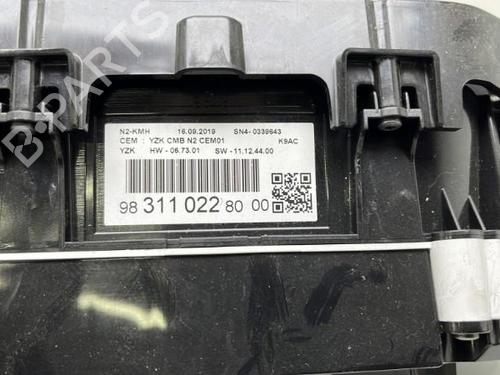 N2-KMH 16.09.2019 SN4-0339643
CEM : YZK CMB N2 CEM01 K9AC
YZK HW - 06.73.01 SW - 11.12.44.00
98 311 022 80 00
B-PARTS